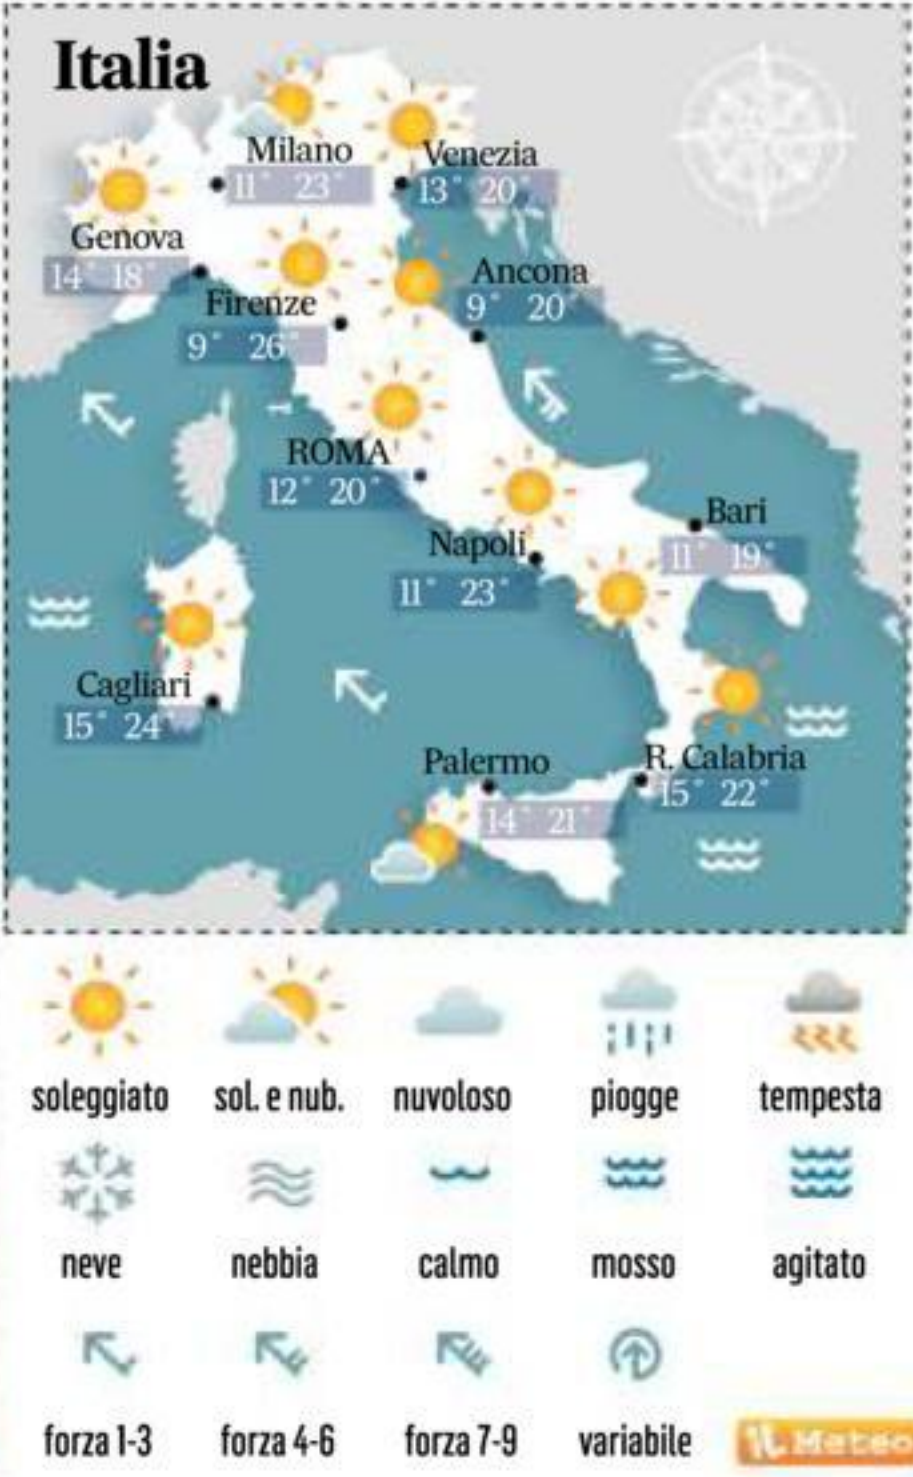 Italia
Milano
11° 23°
Venezia
13° 20°
Genova
14° 18°
Ancona
9° 20°
Firenze
9° 26°
ROMA
12° 20°
Bari
11° 19°
Napoli
11° 23°
Cagliari
15° 24°
Palermo
14° 21°
R. Calabria
15° 22°
soleggiato sol. e nub. nuvoloso piogge tempesta
neve nebbia calmo mosso agitato
forza 1-3 forza 4-6 forza 7-9 variabile
iL Meteo